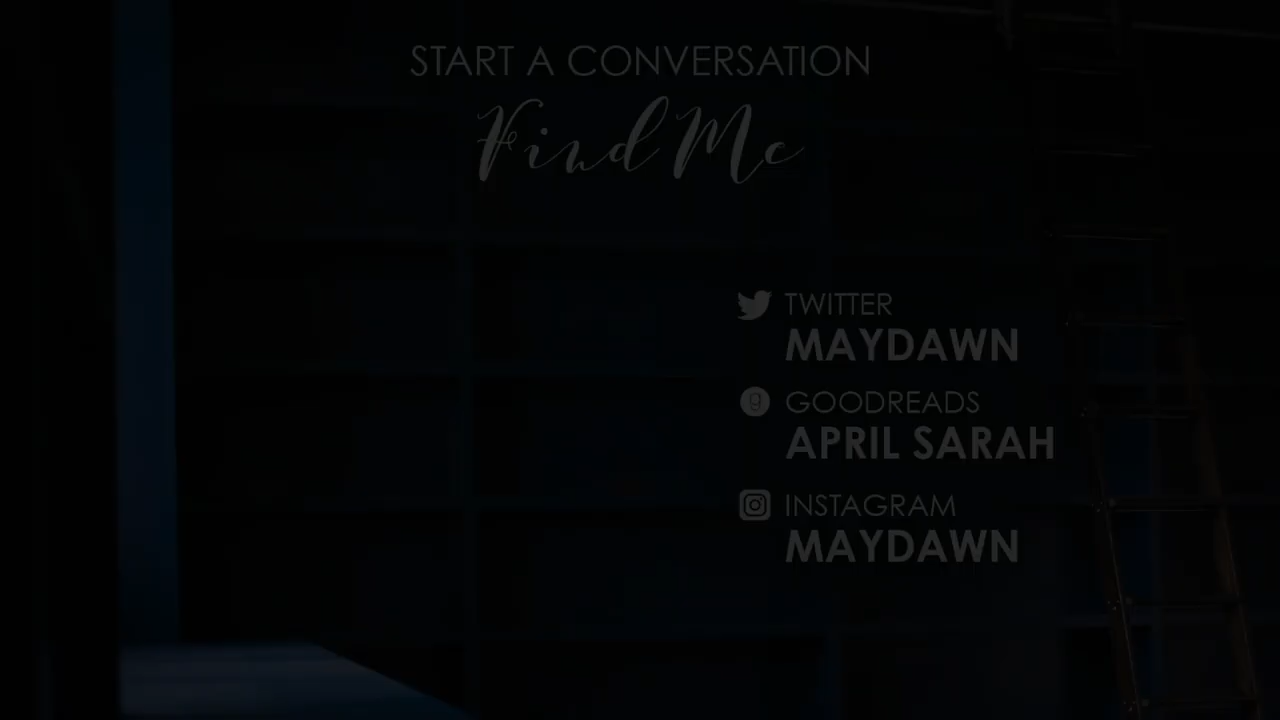 START A CONVERSATION
Find Me
TWITTER
MAYDAWN
GOODREADS
APRIL SARAH
INSTAGRAM
MAYDAWN